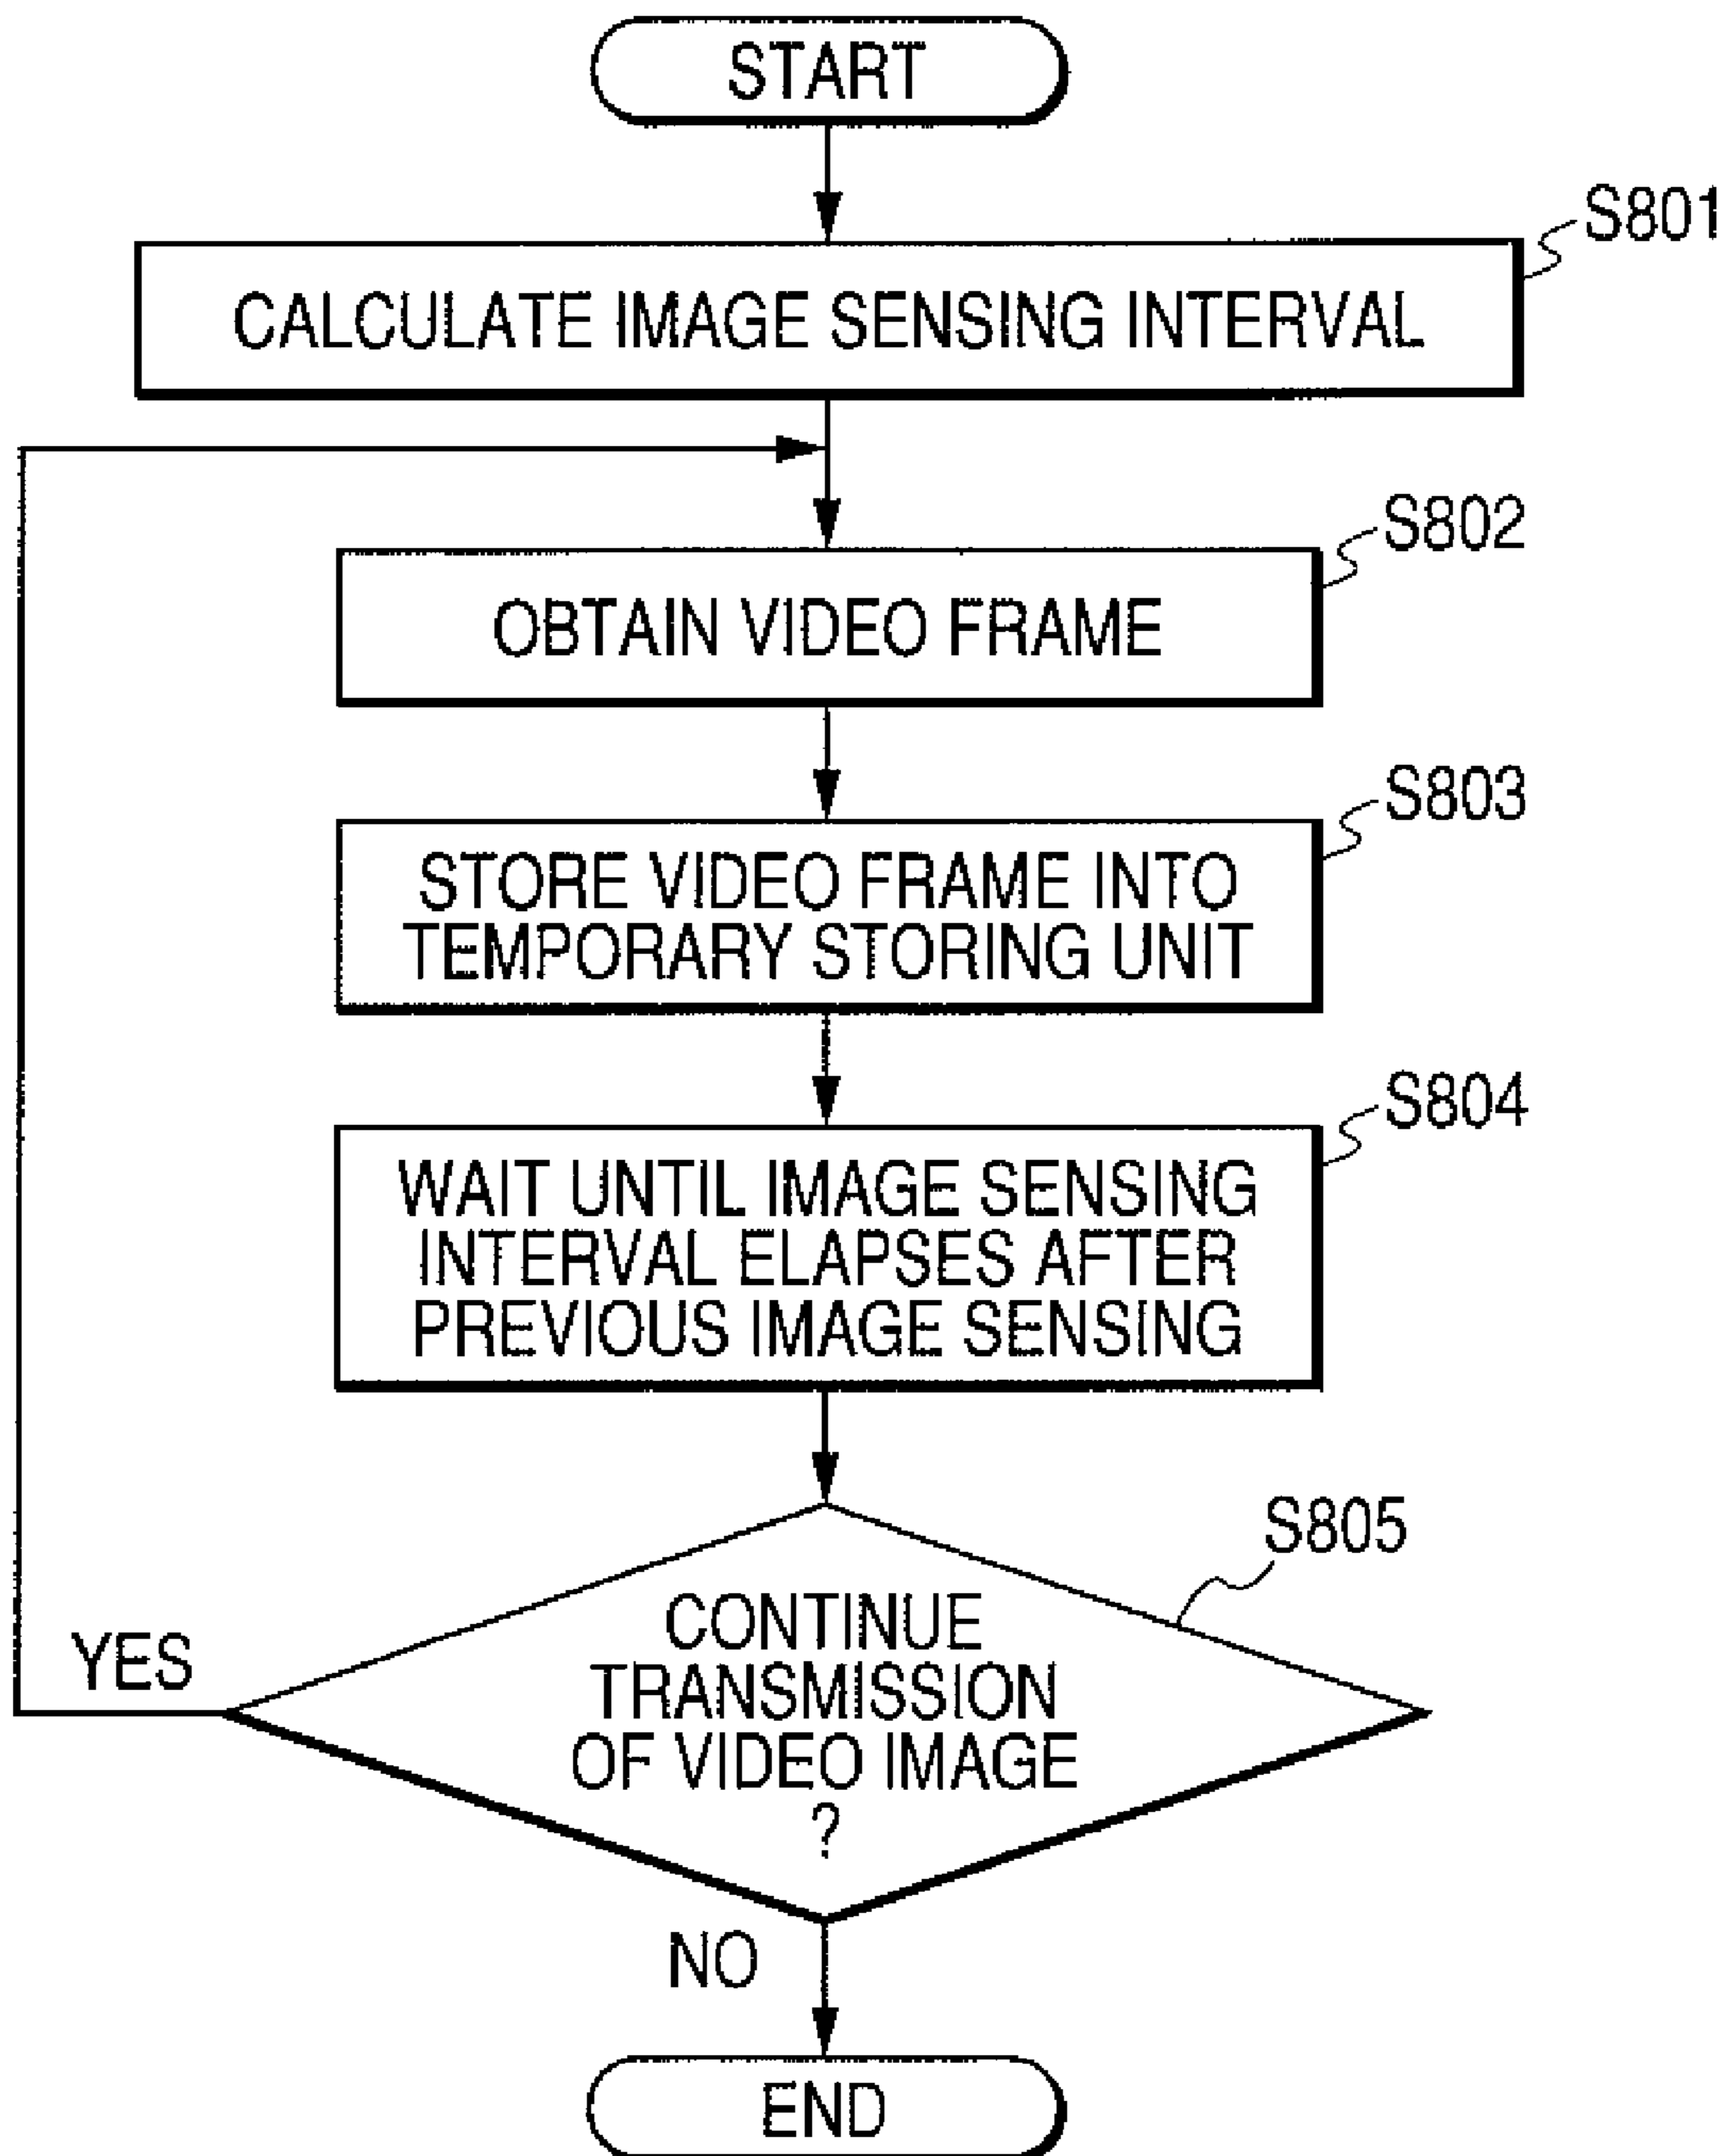 START
S801
CALCULATE IMAGE SENSING INTERVAL
S802
OBTAIN VIDEO FRAME
S803
STORE VIDEO FRAME INTO
TEMPORARY STORING UNIT
S804
WAIT UNTIL IMAGE SENSING
INTERVAL ELAPSES AFTER
PREVIOUS IMAGE SENSING
S805
CONTINUE
TRANSMISSION
OF VIDEO IMAGE
?
YES
NO
END